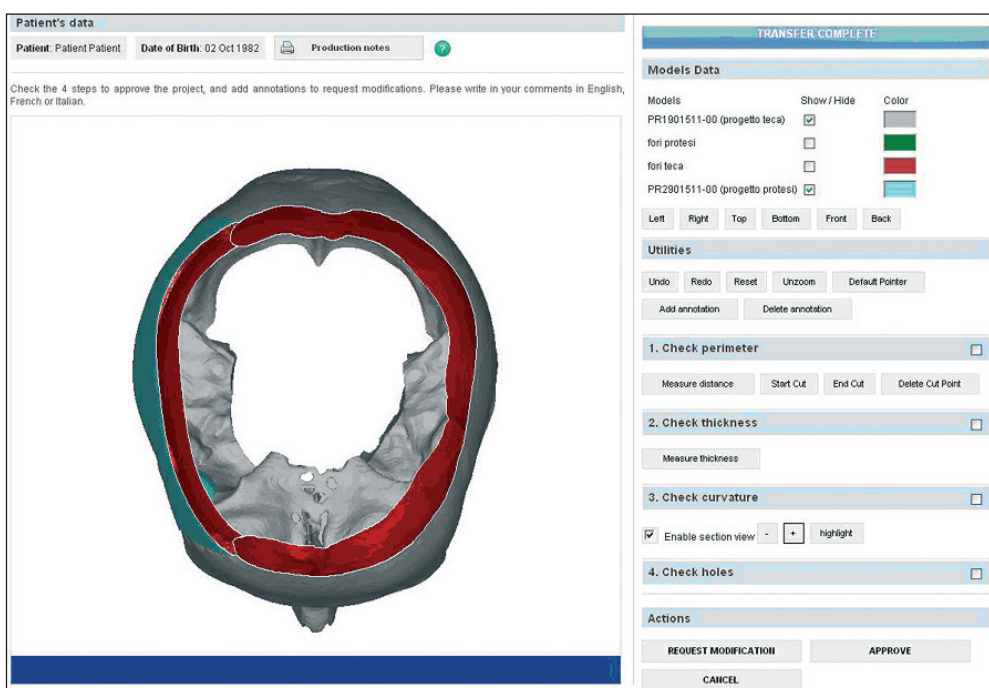 Patient's data
Patient: Patient Patient
Date of Birth: 02 Oct 1982
Production notes
?
Check the 4 steps to approve the project, and add annotations to request modifications. Please write in your comments in English,
French or Italian.
TRANSFER COMPLETE
Models Data
Models Show / Hide Color
PR1901511-00 (progetto teca)
fori protesi
fori teca
PR2901511-00 (progetto protesi)
Left Right Top Bottom Front Back
Utilities
Undo Redo Reset Unzoom Default Pointer
Add annotation Delete annotation
1. Check perimeter
Measure distance Start Cut End Cut Delete Cut Point
2. Check thickness
Measure thickness
3. Check curvature
Enable section view - + highlight
4. Check holes
Actions
REQUEST MODIFICATION APPROVE
CANCEL